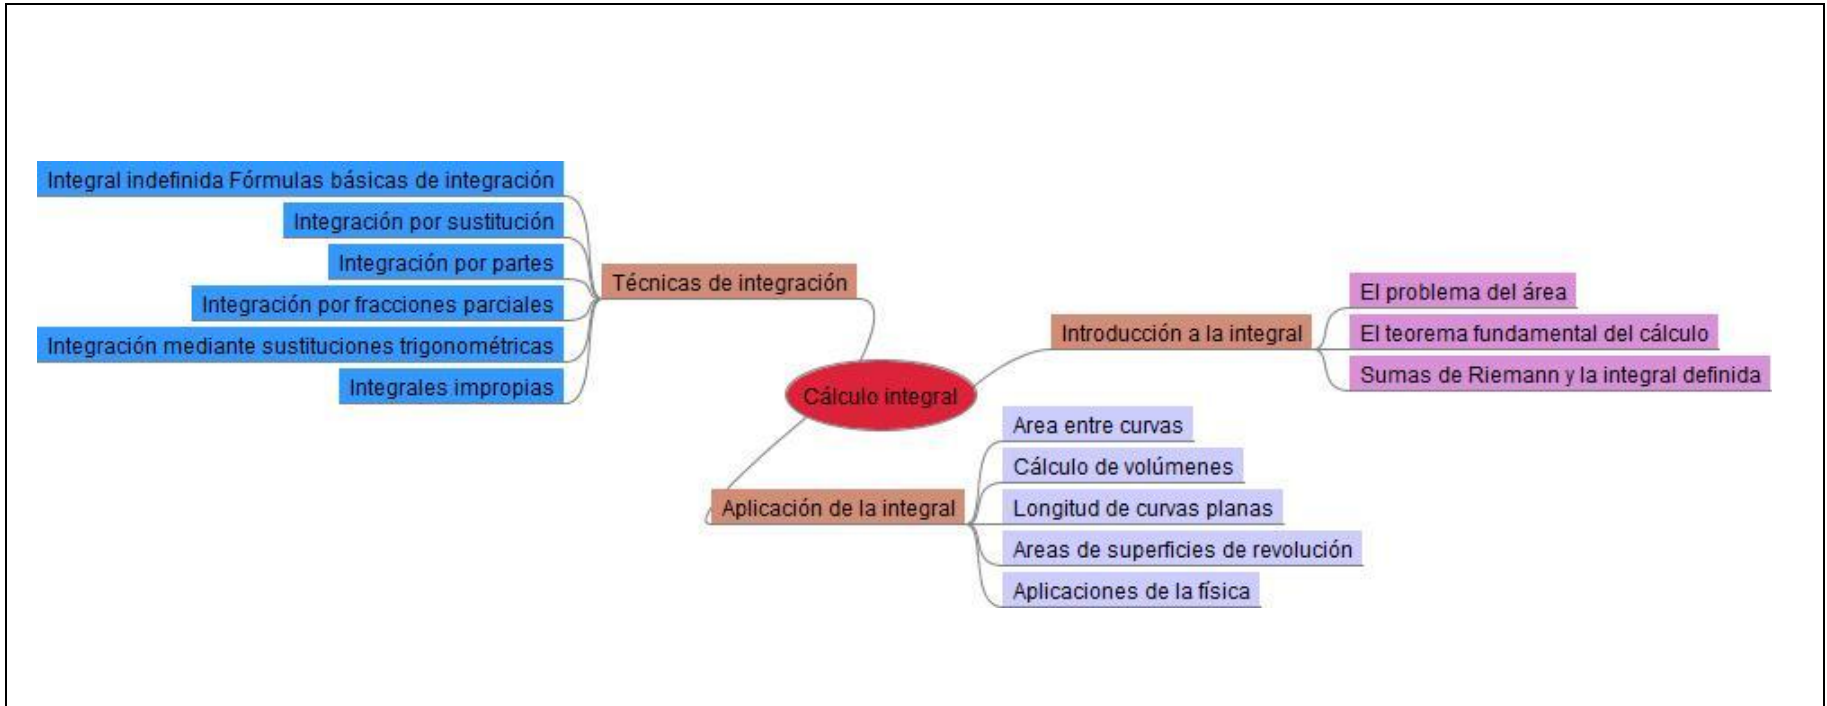 Integral indefinida Fórmulas básicas de integración
Integración por sustitución
Integración por partes
Integración por fracciones parciales
Integración mediante sustituciones trigonométricas
Integrales impropias
Técnicas de integración
Cálculo integral
Introducción a la integral
El problema del área
El teorema fundamental del cálculo
Sumas de Riemann y la integral definida
Aplicación de la integral
Area entre curvas
Cálculo de volúmenes
Longitud de curvas planas
Areas de superficies de revolución
Aplicaciones de la física